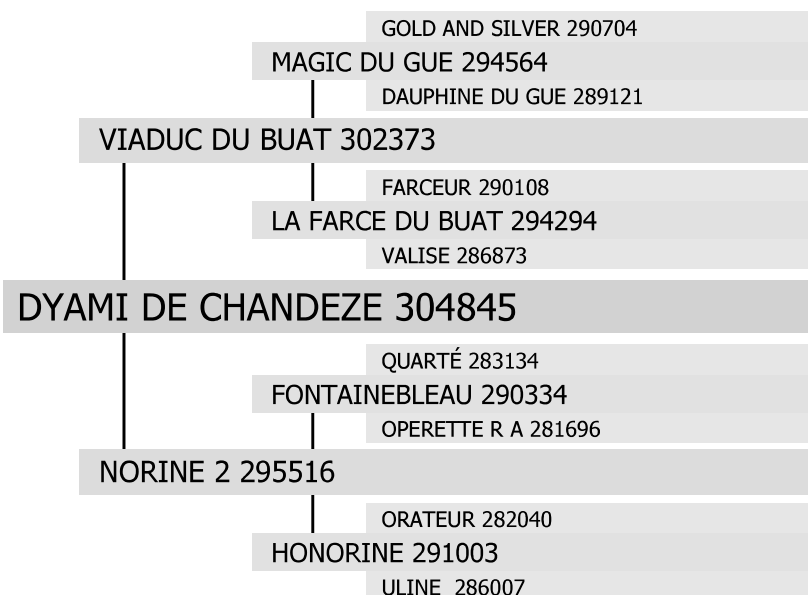 GOLD AND SILVER 290704
MAGIC DU GUE 294564
DAUPHINE DU GUE 289121
VIADUC DU BUAT 302373
FARCEUR 290108
LA FARCE DU BUAT 294294
VALISE 286873
DYAMI DE CHANDEZE 304845
QUARTÉ 283134
FONTAINEBLEAU 290334
OPERETTE R A 281696
NORINE 2 295516
ORATEUR 282040
HONORINE 291003
ULINE  286007